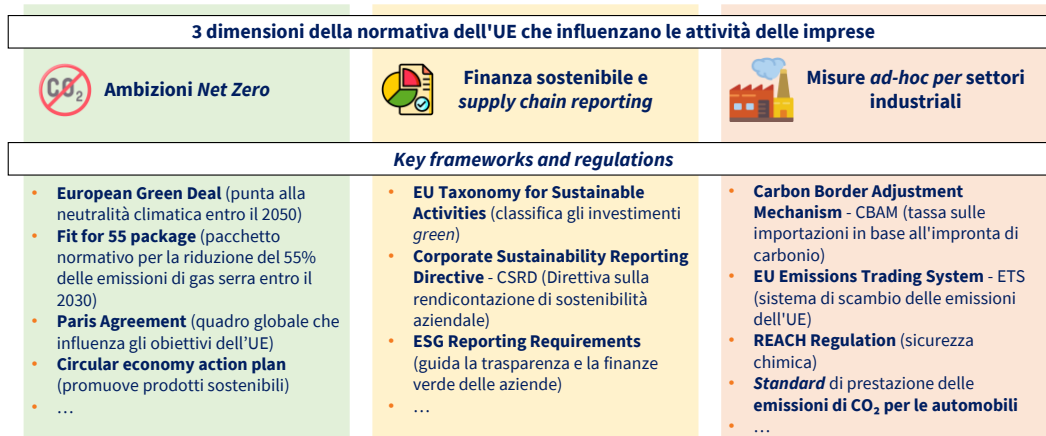 3 dimensioni della normativa dell'UE che influenzano le attività delle imprese
CO₂
Ambizioni Net Zero
Finanza sostenibile e
supply chain reporting
Misure ad-hoc per settori
industriali
Key frameworks and regulations
• European Green Deal (punta alla
neutralità climatica entro il 2050)
• Fit for 55 package (pacchetto
normativo per la riduzione del 55%
delle emissioni di gas serra entro il
2030)
• Paris Agreement (quadro globale che
influenza gli obiettivi dell’UE)
• Circular economy action plan
(promuove prodotti sostenibili)
• …
• EU Taxonomy for Sustainable
Activities (classifica gli investimenti
green)
• Corporate Sustainability Reporting
Directive - CSRD (Direttiva sulla
rendicontazione di sostenibilità
aziendale)
• ESG Reporting Requirements
(guida la trasparenza e la finanze
verde delle aziende)
• …
• Carbon Border Adjustment
Mechanism - CBAM (tassa sulle
importazioni in base all'impronta di
carbonio)
• EU Emissions Trading System - ETS
(sistema di scambio delle emissioni
dell'UE)
• REACH Regulation (sicurezza
chimica)
• Standard di prestazione delle
emissioni di CO₂ per le automobili
• …